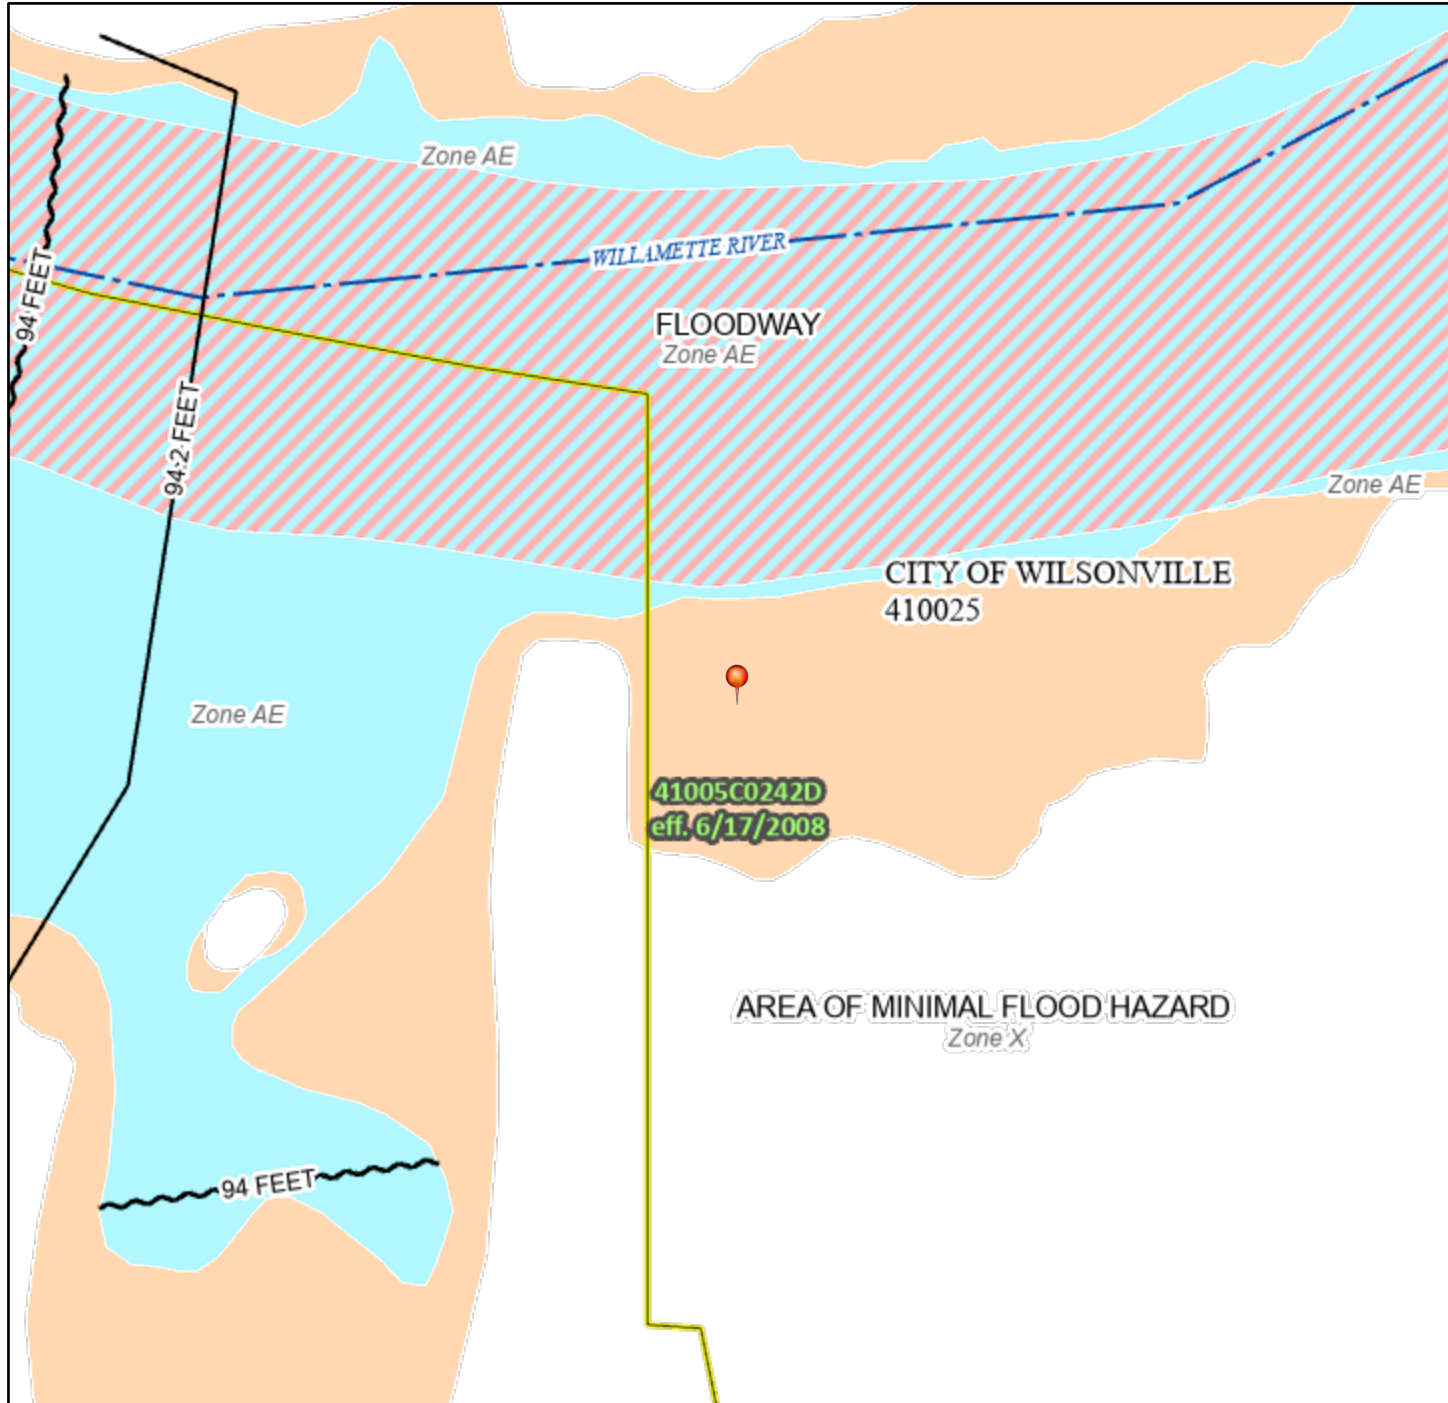 Zone AE
WILLAMETTE RIVER
94 FEET
FLOODWAY
Zone AE
94.2 FEET
Zone AE
CITY OF WILSONVILLE
410025
Zone AE
41005C0242D
eff. 6/17/2008
AREA OF MINIMAL FLOOD HAZARD
Zone X
94 FEET